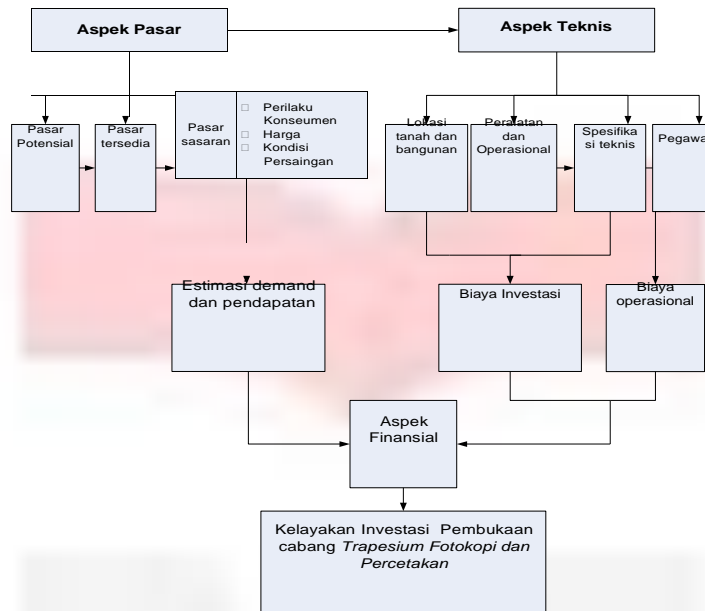 Aspek Pasar
Aspek Teknis
Pasar
Potensial
Pasar
tersedia
Pasar
sasaran
Perilaku
Konseumen
Harga
Kondisi
Persaingan
Lokasi
tanah dan
bangunan
Peralatan
dan
Operasional
Spesifika
si teknis
Pegawa
Estimasi demand
dan pendapatan
Biaya Investasi
Biaya
operasional
Aspek
Finansial
Kelayakan Investasi Pembukaan
cabang Trapesium Fotokopi dan
Percetakan